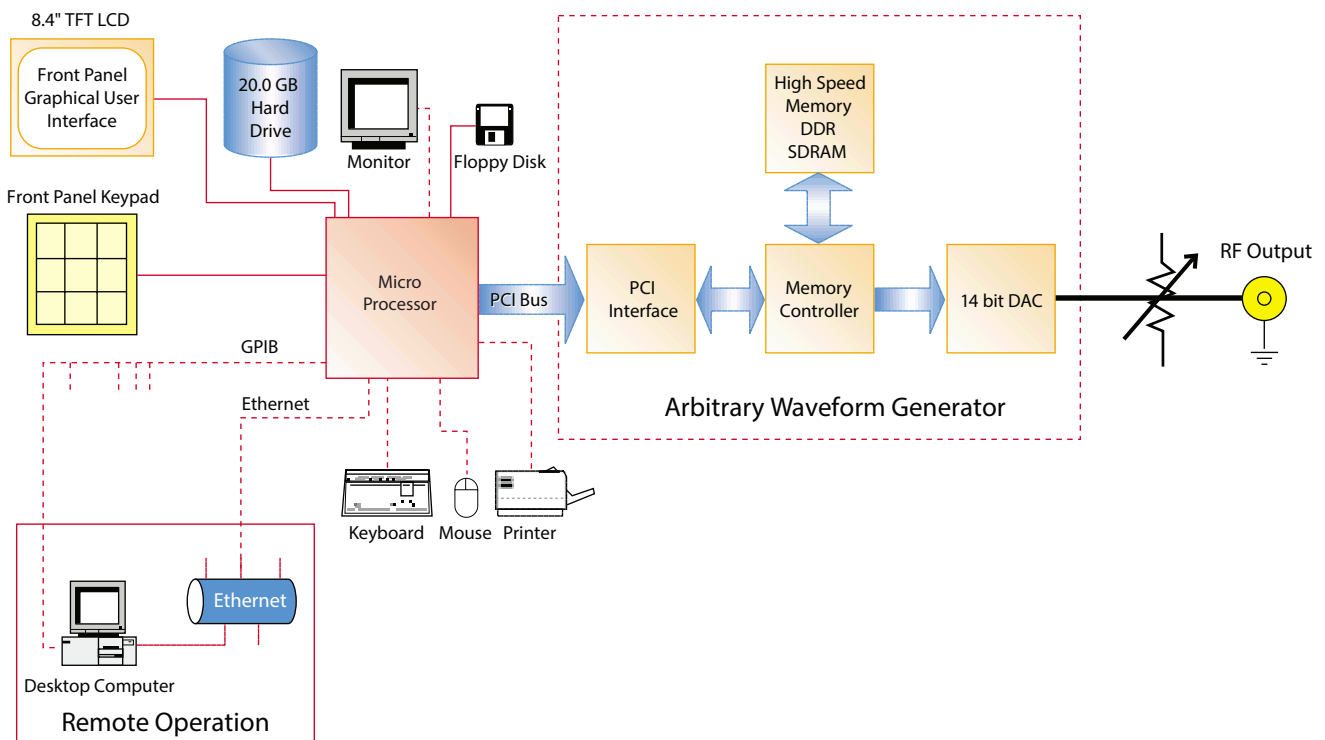 8.4" TFT LCD
Front Panel
Graphical User
Interface
20.0 GB
Hard
Drive
Monitor
Floppy Disk
Front Panel Keypad
Micro
Processor
PCI Bus
High Speed
Memory
DDR
SDRAM
PCI
Interface
Memory
Controller
14 bit DAC
RF Output
Arbitrary Waveform Generator
GPIB
Ethernet
Keyboard
Mouse
Printer
Ethernet
Desktop Computer
Remote Operation